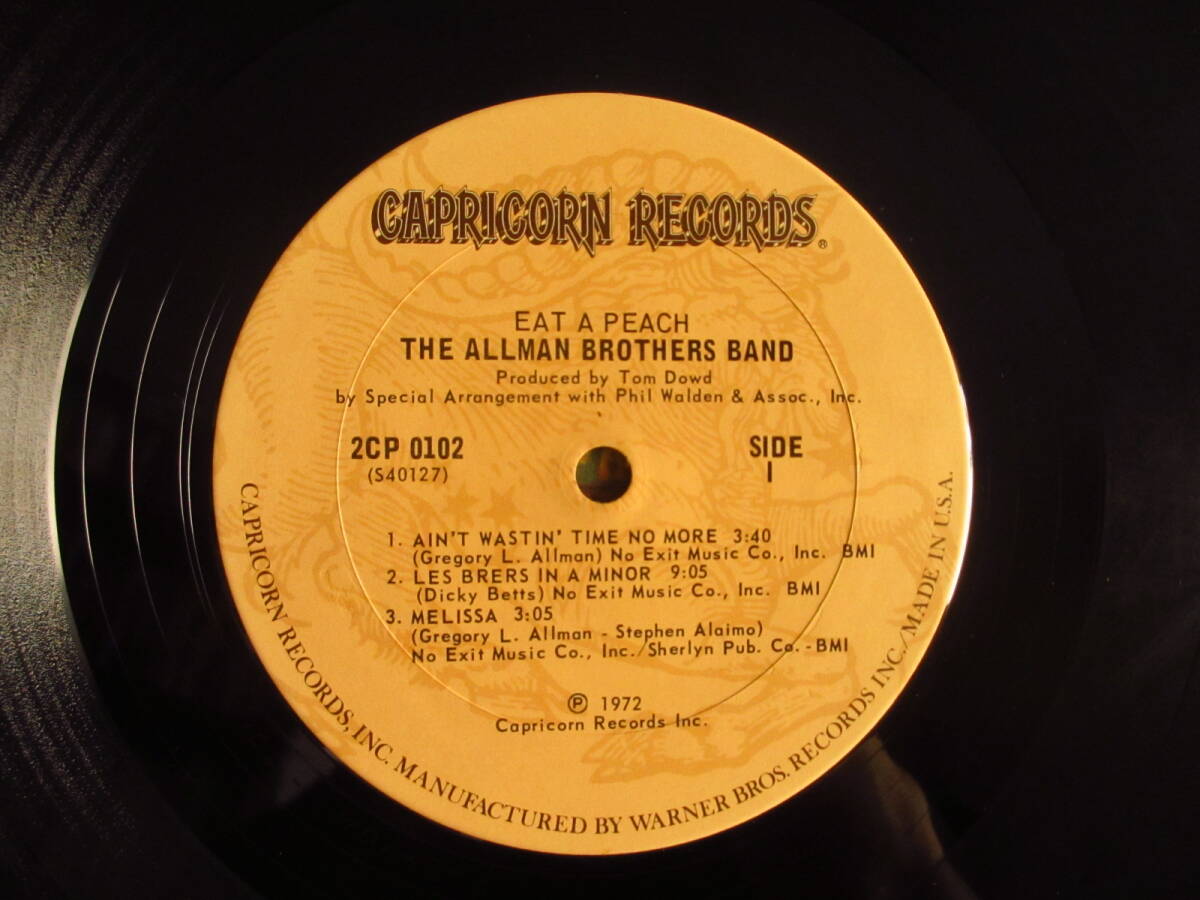 CAPRICORN RECORDS®
EAT A PEACH
THE ALLMAN BROTHERS BAND
Produced by Tom Dowd
by Special Arrangement with Phil Walden & Assoc., Inc.
2CP 0102
(S40127)
SIDE
1
1. AIN'T WASTIN' TIME NO MORE 3:40
(Gregory L. Allman) No Exit Music Co., Inc. BMI
2. LES BRERS IN A MINOR 9:05
(Dicky Betts) No Exit Music Co., Inc. BMI
3. MELISSA 3:05
(Gregory L. Allman - Stephen Alaimo)
No Exit Music Co., Inc./Sherlyn Pub. Co. - BMI
℗ 1972
Capricorn Records Inc.
CAPRICORN RECORDS, INC. MANUFACTURED BY WARNER BROS. RECORDS INC./MADE IN U.S.A.